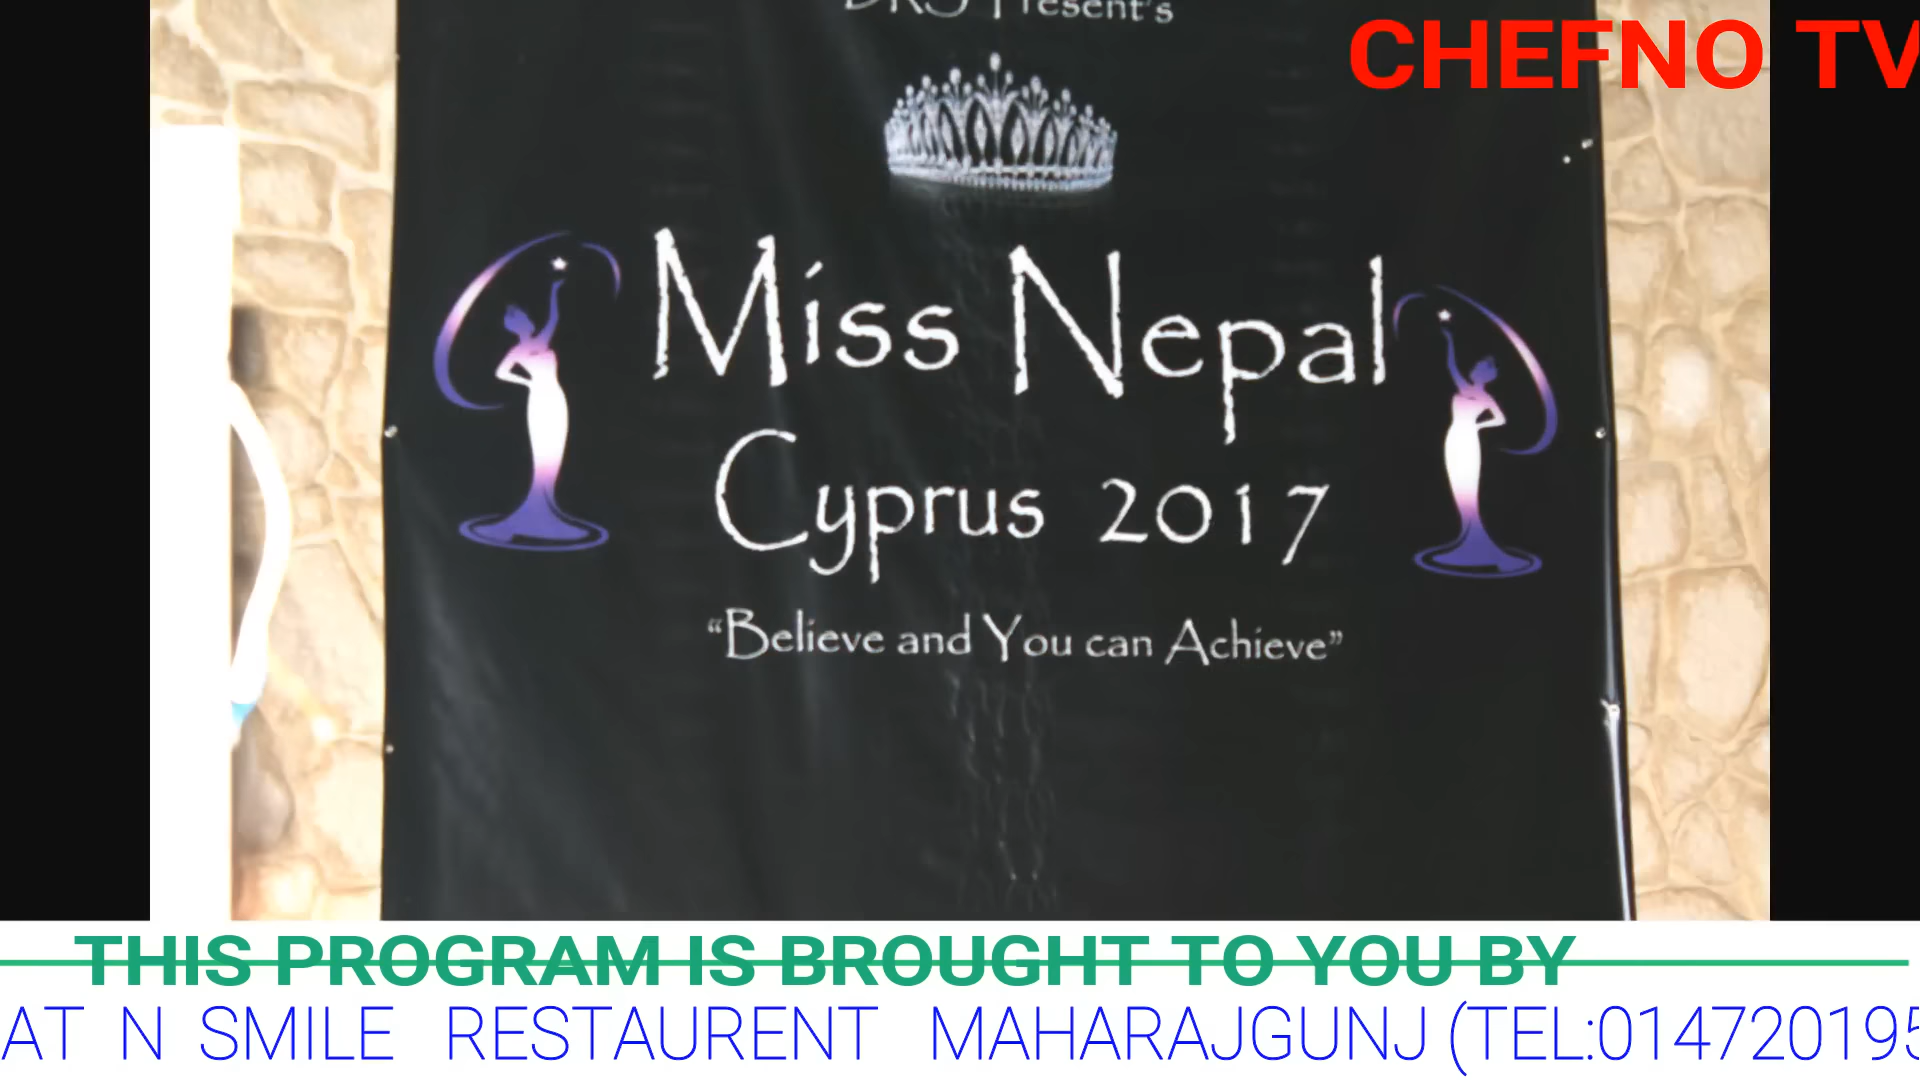 Present's
CHEFNO TV
Miss Nepal
Cyprus 2017
“Believe and You can Achieve”
THIS PROGRAM IS BROUGHT TO YOU BY
AT N SMILE RESTAURENT MAHARAJGUNJ (TEL:014720195